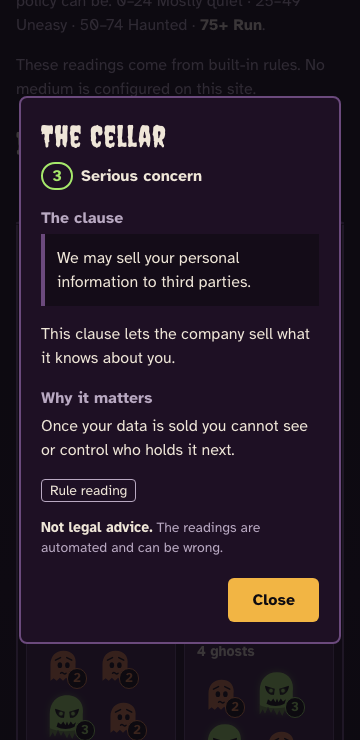 policy can be. 0–24 Mostly quiet · 25–49
Uneasy · 50–74 Haunted · 75+ Run.
These readings come from built-in rules. No
medium is configured on this site.
THE CELLAR
3 Serious concern
The clause
We may sell your personal
information to third parties.
This clause lets the company sell what
it knows about you.
Why it matters
Once your data is sold you cannot see
or control who holds it next.
Rule reading
Not legal advice. The readings are
automated and can be wrong.
Close
4 ghosts
2 2 2 3
3 2